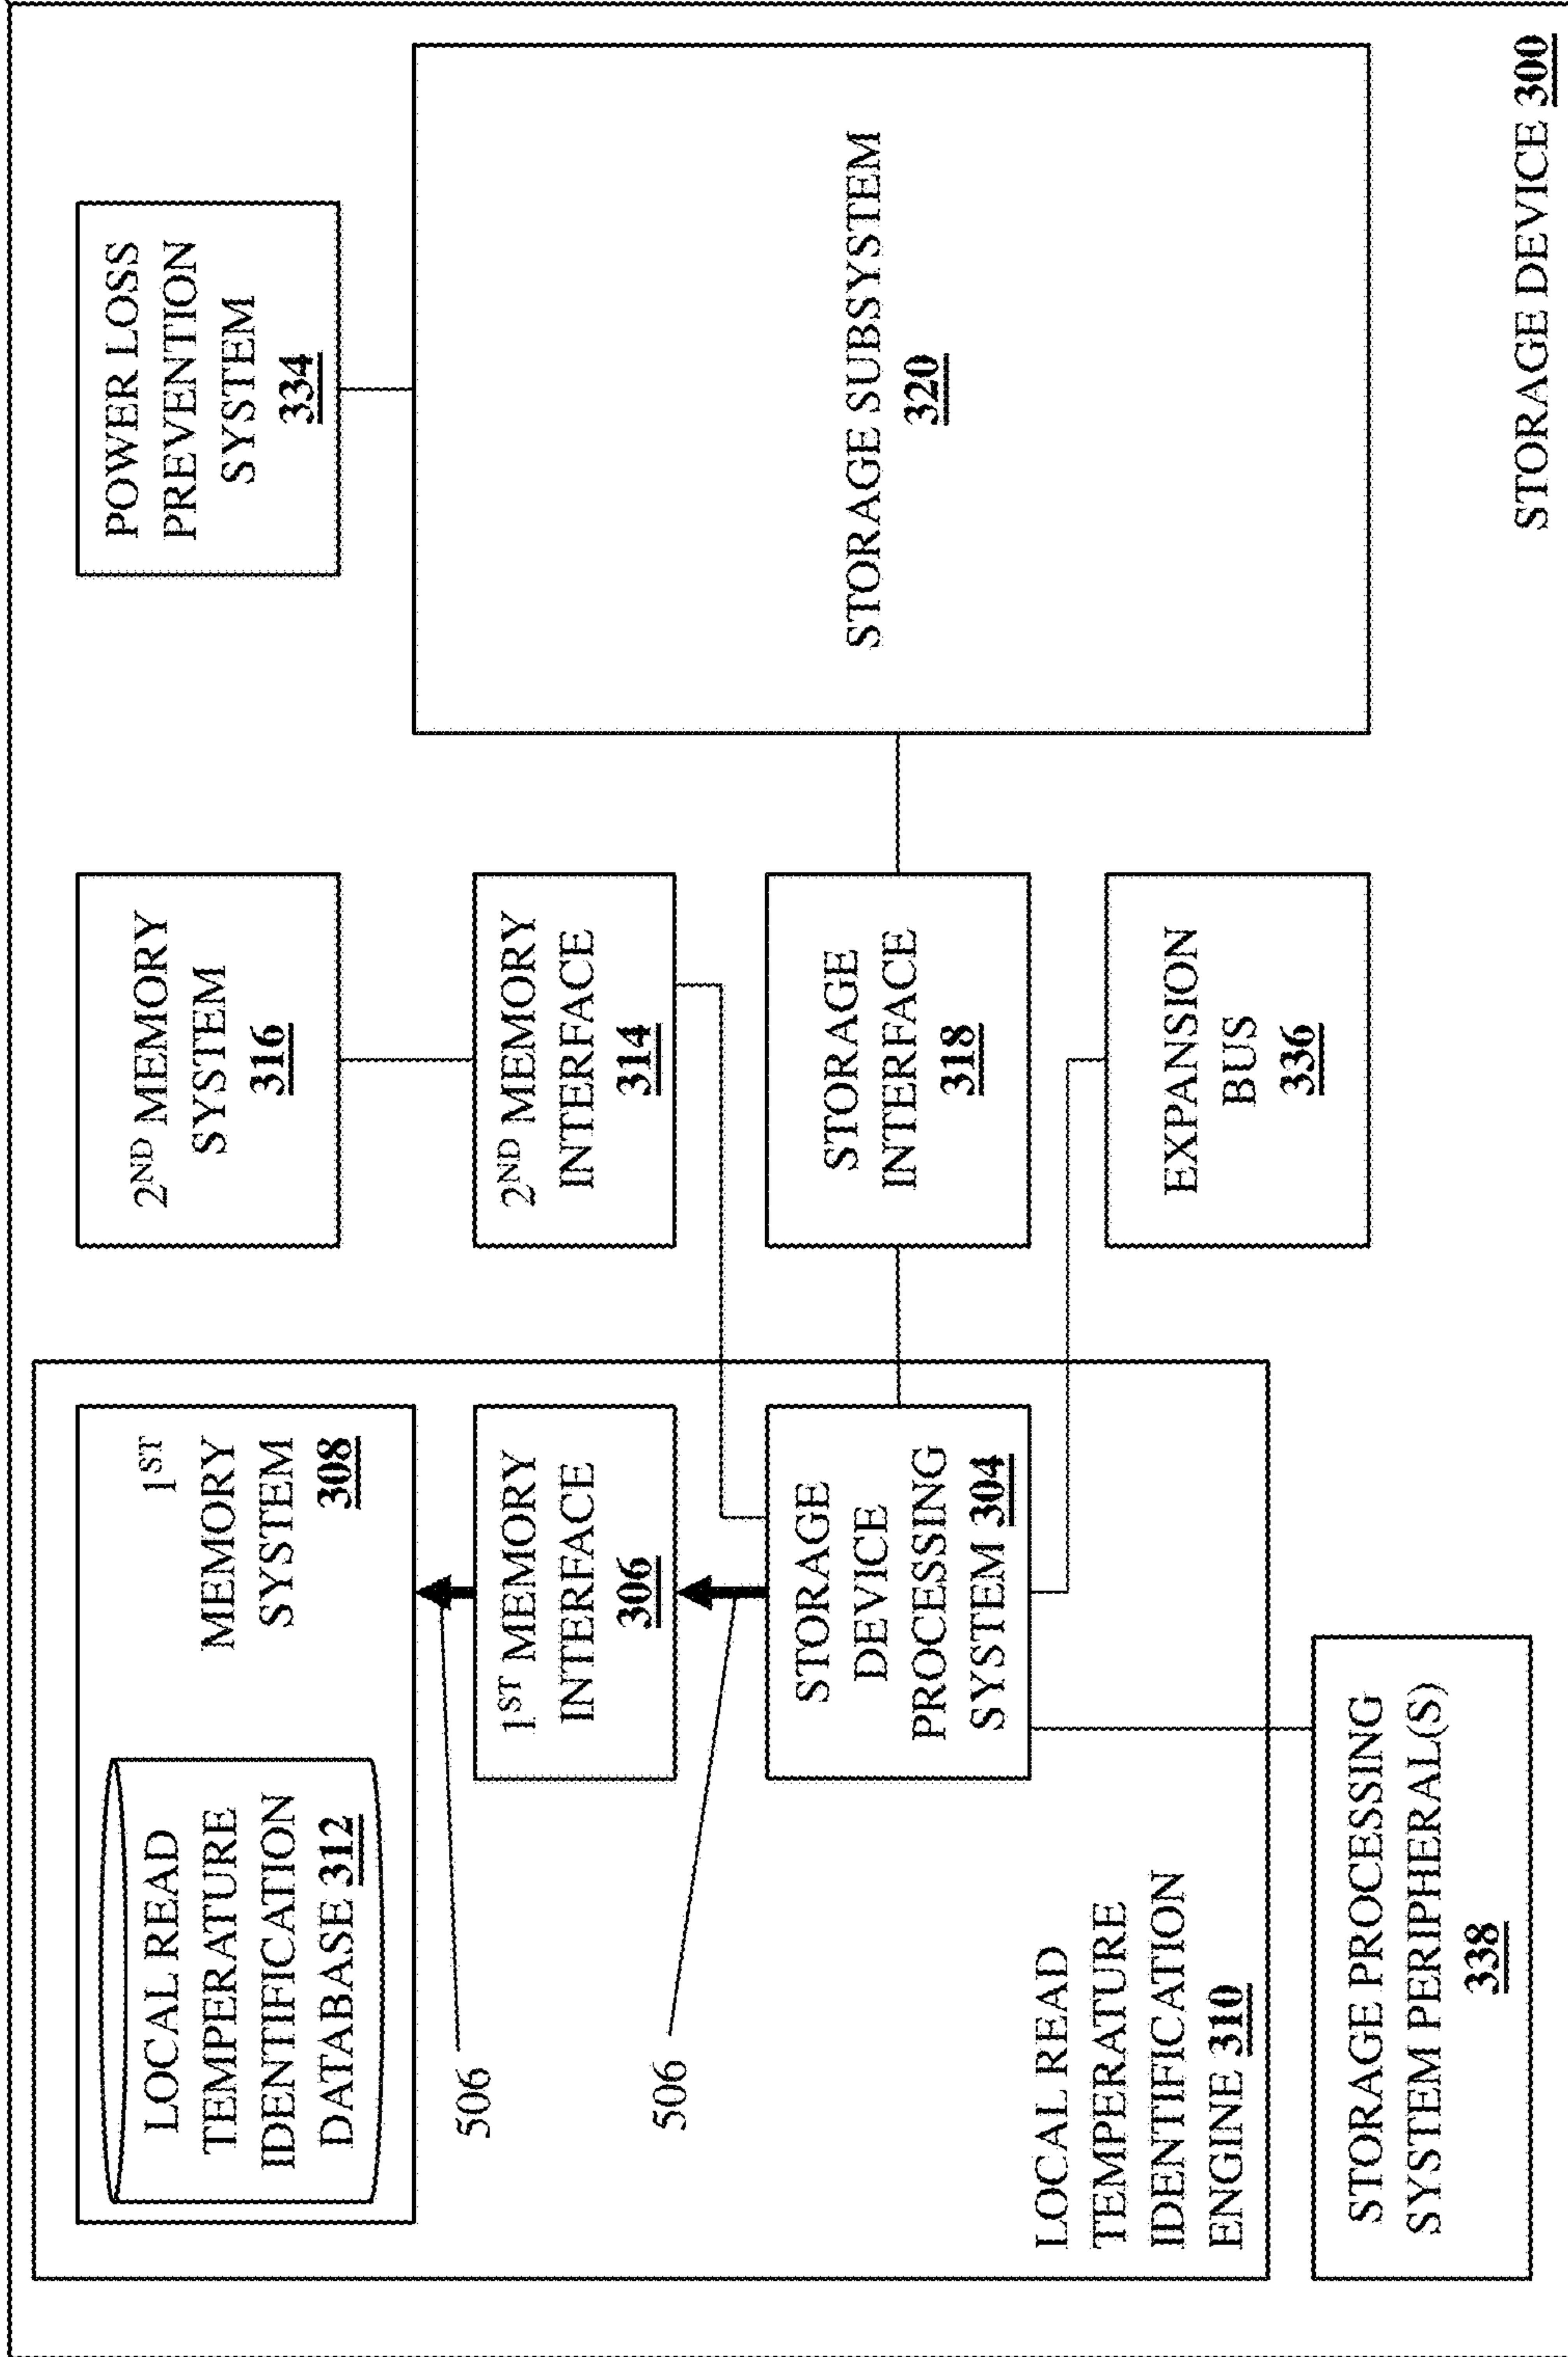 LOCAL READ
TEMPERATURE
IDENTIFICATION
DATABASE 312
1ST
MEMORY
SYSTEM
308
506
1ST MEMORY
INTERFACE
306
506
STORAGE
DEVICE
PROCESSING
SYSTEM 304
LOCAL READ
TEMPERATURE
IDENTIFICATION
ENGINE 310
STORAGE PROCESSING
SYSTEM PERIPHERAL(S)
338
2ND MEMORY
SYSTEM
316
2ND MEMORY
INTERFACE
314
STORAGE
INTERFACE
318
EXPANSION
BUS
336
POWER LOSS
PREVENTION
SYSTEM
334
STORAGE SUBSYSTEM
320
STORAGE DEVICE 300